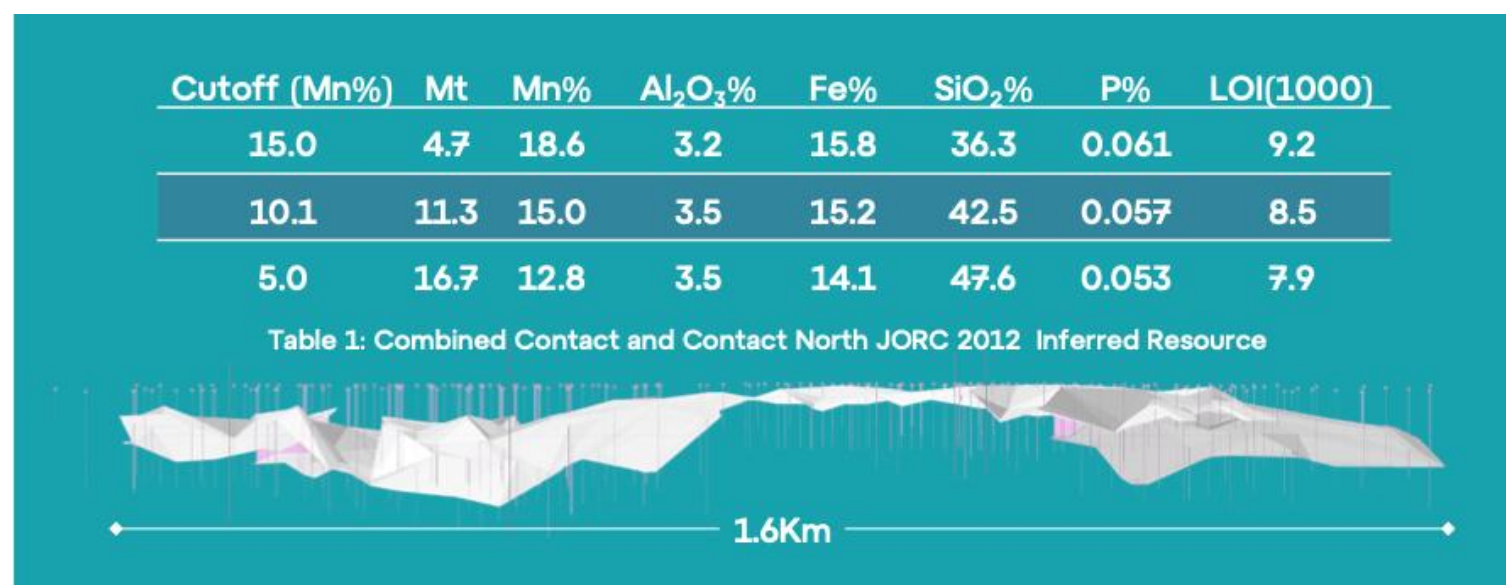 Cutoff (Mn%) Mt Mn% Al₂O₃% Fe% SiO₂% P% LOI(1000)
15.0 4.7 18.6 3.2 15.8 36.3 0.061 9.2
10.1 11.3 15.0 3.5 15.2 42.5 0.057 8.5
5.0 16.7 12.8 3.5 14.1 47.6 0.053 7.9
Table 1: Combined Contact and Contact North JORC 2012 Inferred Resource
1.6Km